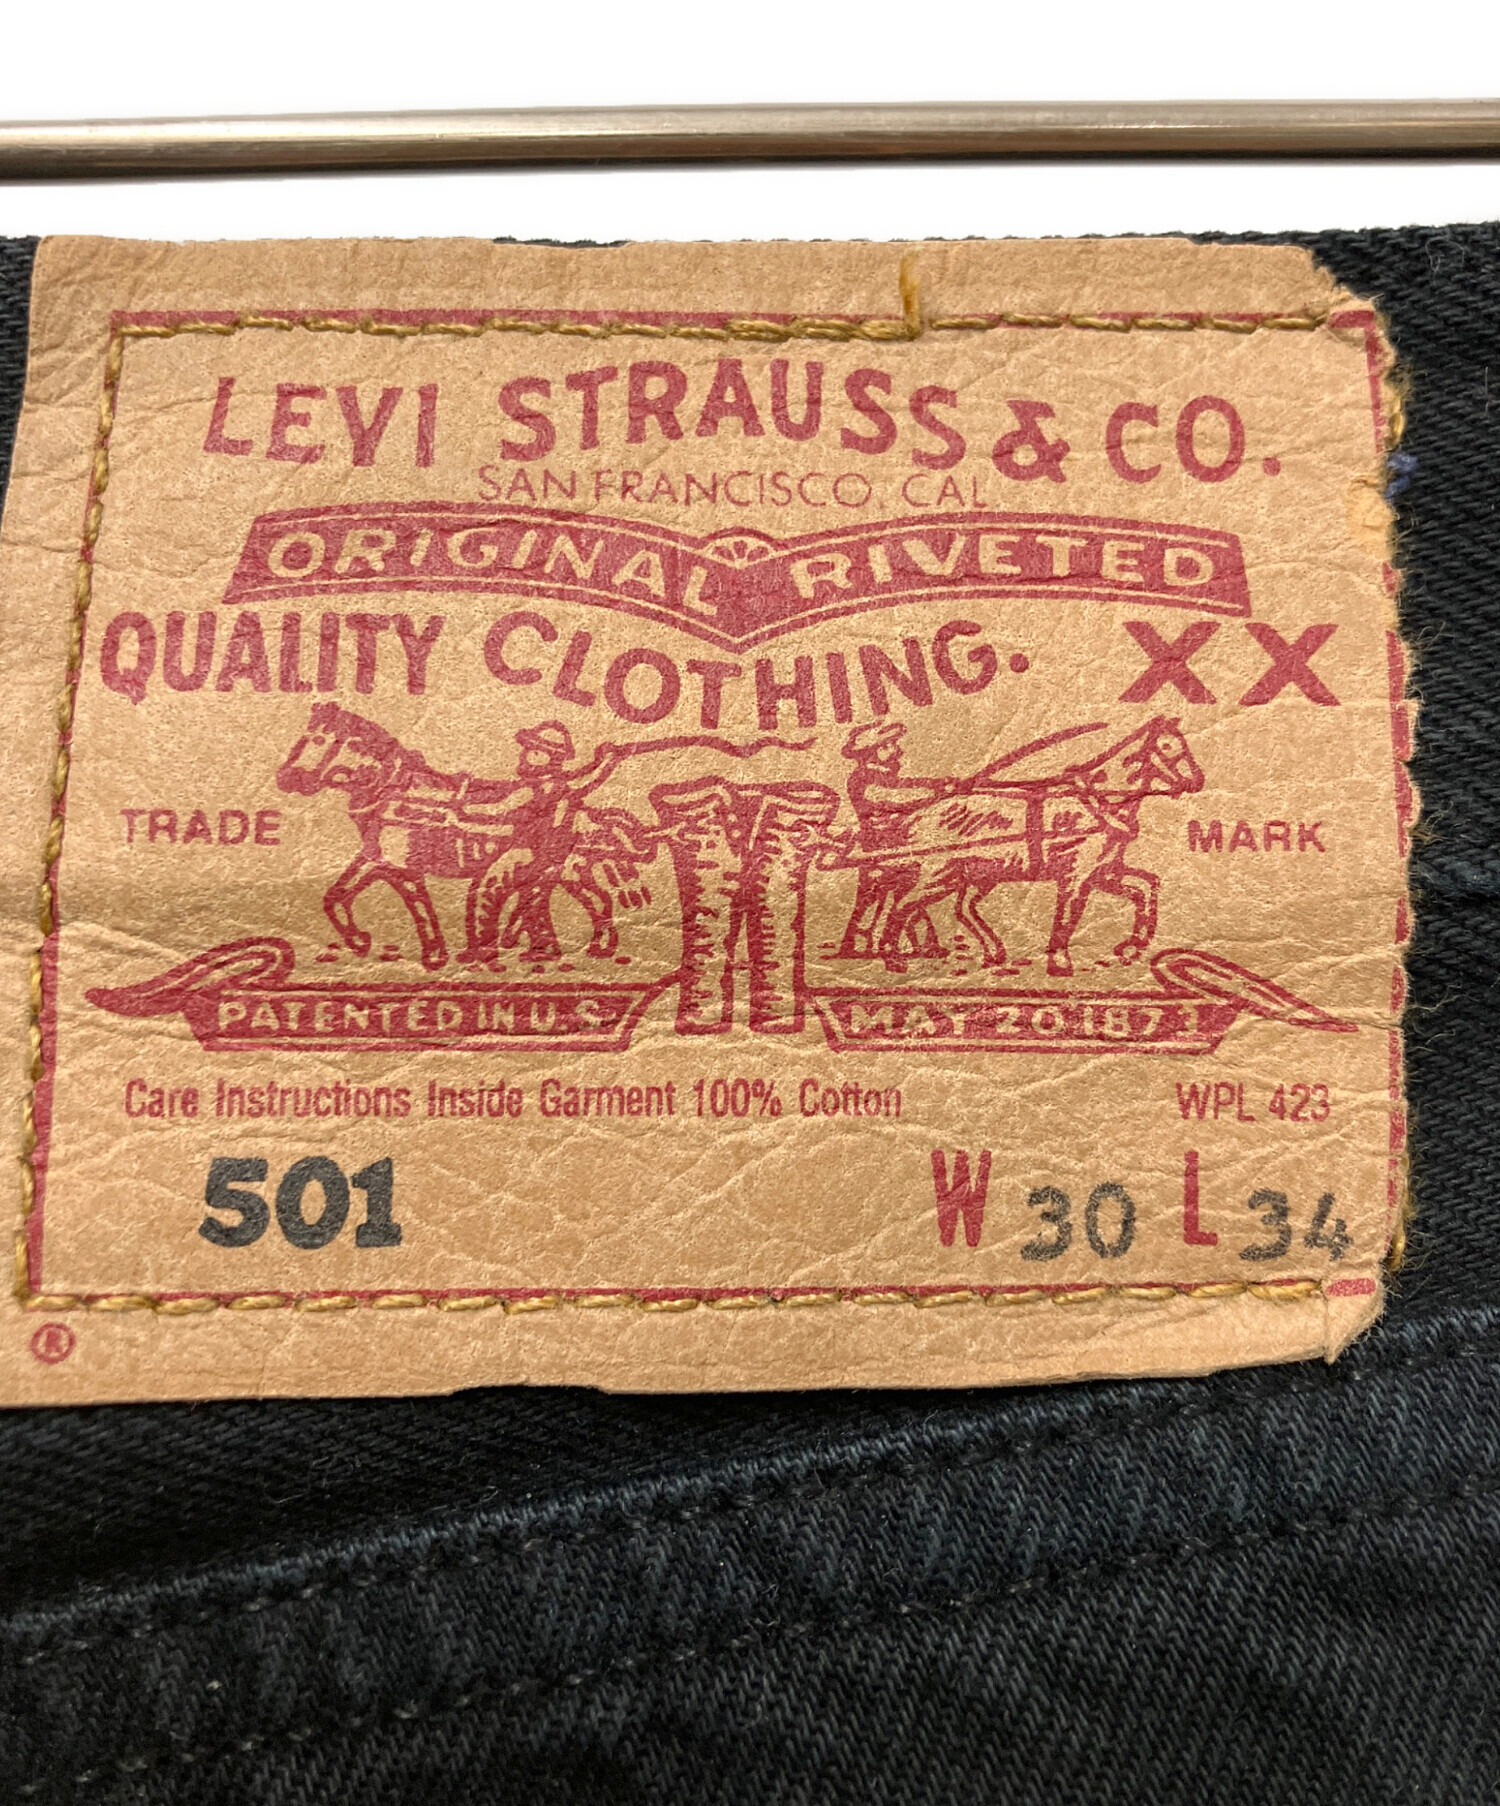 LEVI STRAUSS & CO.
SAN FRANCISCO, CAL
ORIGINAL RIVETED
QUALITY CLOTHING. XX
TRADE MARK
PATENTED IN U.S. MAY 20 1873
Care Instructions Inside Garment 100% Cotton WPL 423
501 W 30 L 34
®